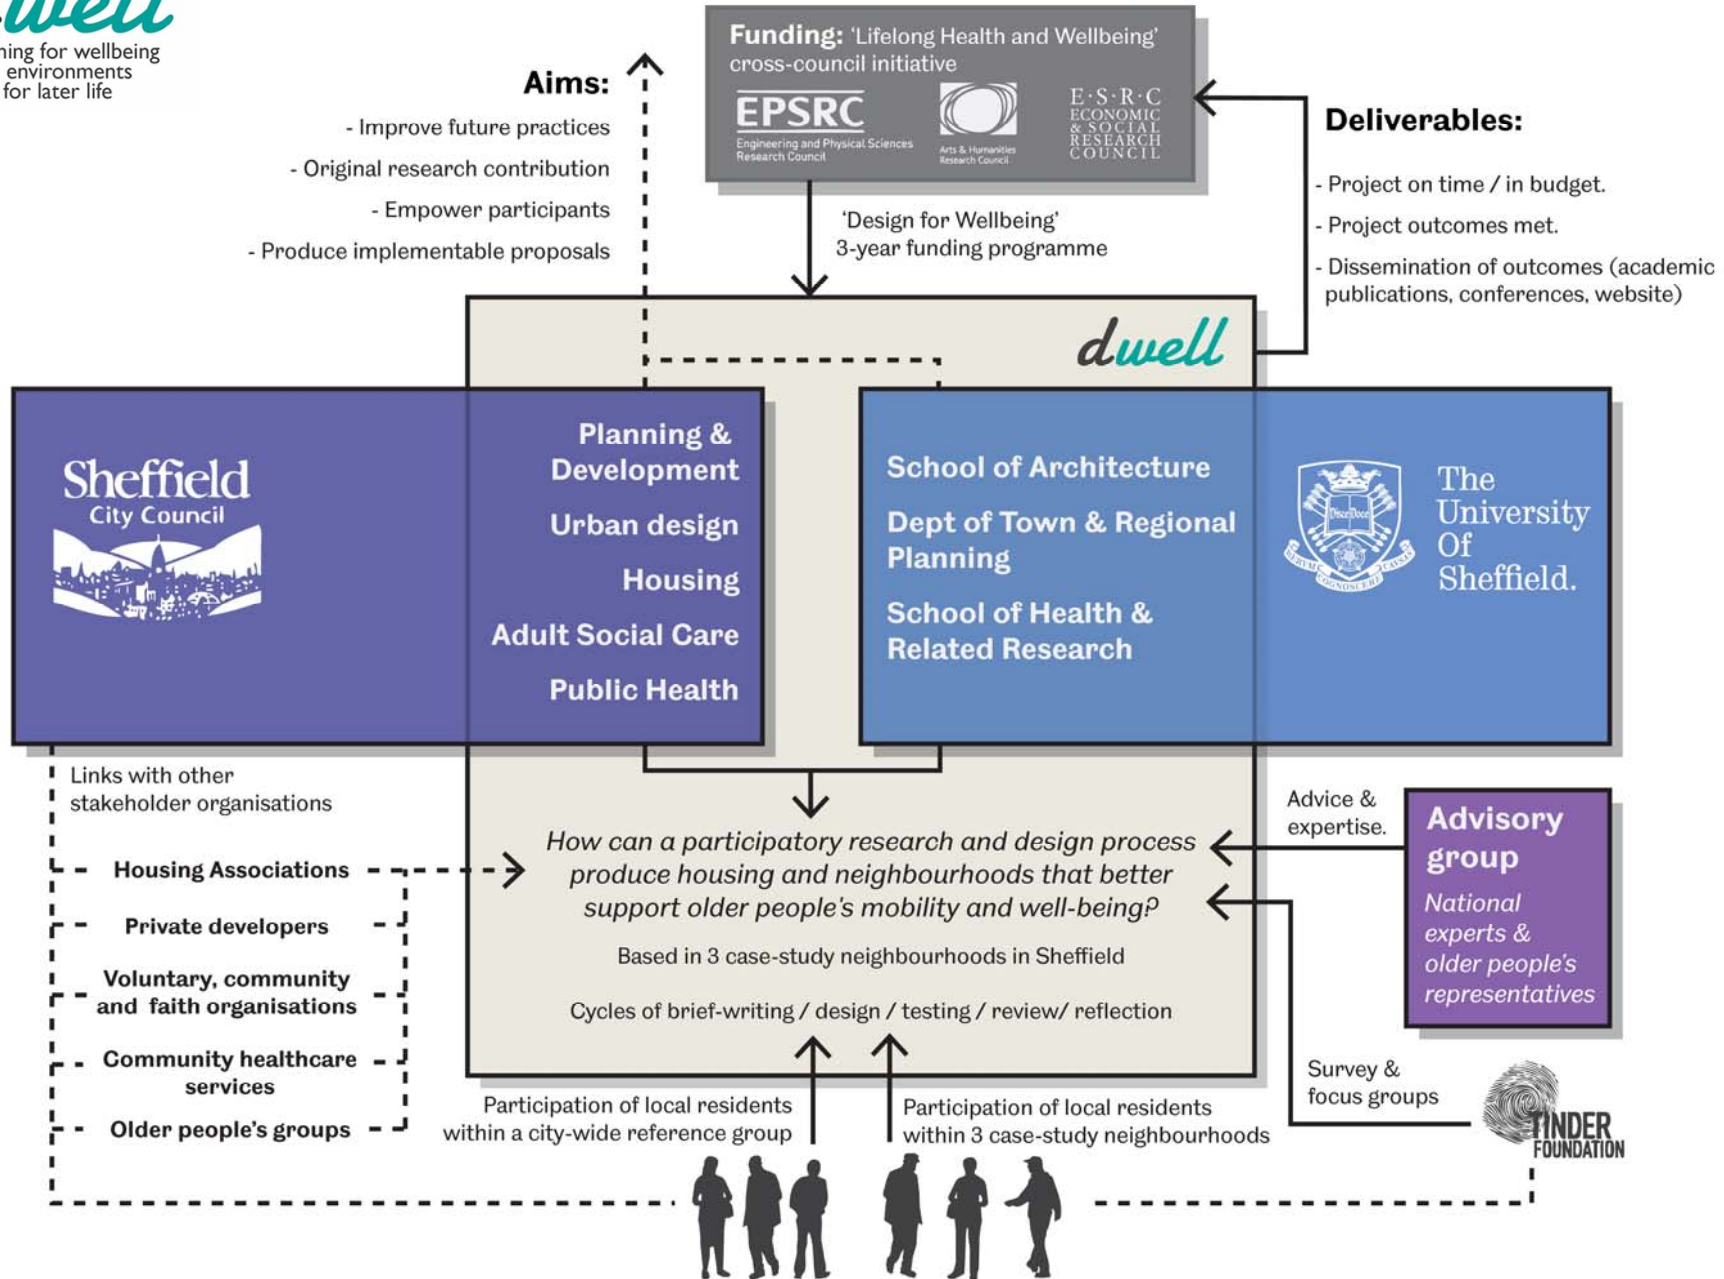 well
for wellbeing
environments
for later life
Funding: 'Lifelong Health and Wellbeing'
cross-council initiative
EPSRC
Engineering and Physical Sciences
Research Council
Arts & Humanities
Research Council
E·S·R·C
ECONOMIC
& SOCIAL
RESEARCH
COUNCIL
Aims:
- Improve future practices
- Original research contribution
- Empower participants
- Produce implementable proposals
'Design for Wellbeing'
3-year funding programme
Deliverables:
- Project on time / in budget.
- Project outcomes met.
- Dissemination of outcomes (academic
publications, conferences, website)
dwell
Sheffield
City Council
Planning &
Development
Urban design
Housing
Adult Social Care
Public Health
School of Architecture
Dept of Town & Regional
Planning
School of Health &
Related Research
Disce Doce
RERVM
COGNOSCERE
CAVSAS
The
University
Of
Sheffield.
Links with other
stakeholder organisations
Housing Associations
Private developers
Voluntary, community
and faith organisations
Community healthcare
services
Older people's groups
How can a participatory research and design process
produce housing and neighbourhoods that better
support older people's mobility and well-being?
Based in 3 case-study neighbourhoods in Sheffield
Cycles of brief-writing / design / testing / review/ reflection
Advice &
expertise.
Advisory
group
National
experts &
older people's
representatives
Survey &
focus groups
TINDER
FOUNDATION
Participation of local residents
within a city-wide reference group
Participation of local residents
within 3 case-study neighbourhoods